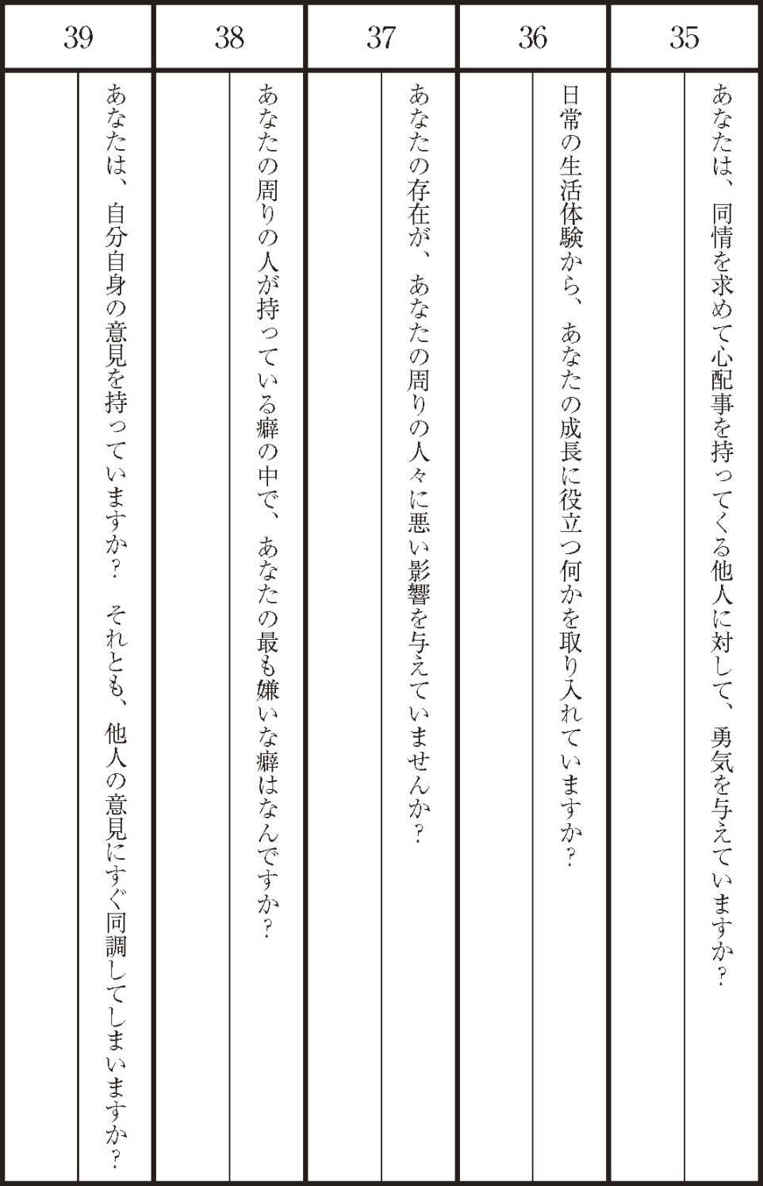 35
あなたは、同情を求めて心配事を持ってくる他人に対して、勇気を与えていますか？
36
日常の生活体験から、あなたの成長に役立つ何かを取り入れていますか？
37
あなたの存在が、あなたの周りの人々に悪い影響を与えていませんか？
38
あなたの周りの人が持っている癖の中で、あなたの最も嫌いな癖はなんですか？
39
あなたは、自分自身の意見を持っていますか？　それとも、他人の意見にすぐ同調してしまいますか？